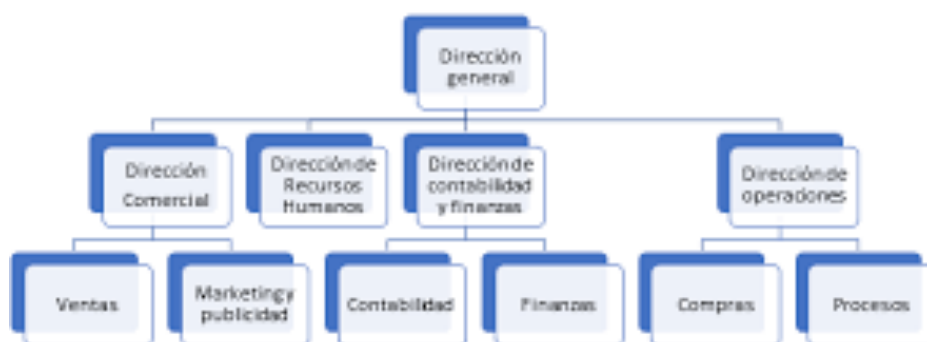 Dirección
general
Dirección
Comercial
Dirección de
Recursos
Humanos
Dirección de
contabilidad
y finanzas
Dirección de
operaciones
Ventas
Marketing y
publicidad
Contabilidad
Finanzas
Compras
Procesos